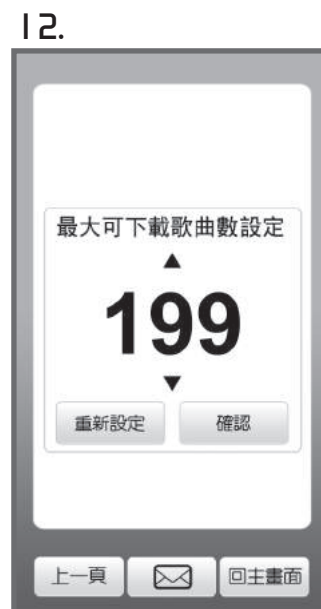 12.
最大可下載歌曲數設定
▲
199
▼
重新設定 確認
上一頁 回主畫面